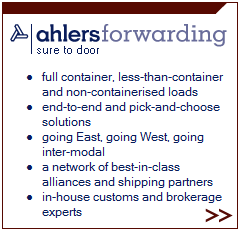 ahlersforwarding
sure to door
• full container, less-than-container
and non-containerised loads
• end-to-end and pick-and-choose
solutions
• going East, going West, going
inter-modal
• a network of best-in-class
alliances and shipping partners
• in-house customs and brokerage
experts
>>